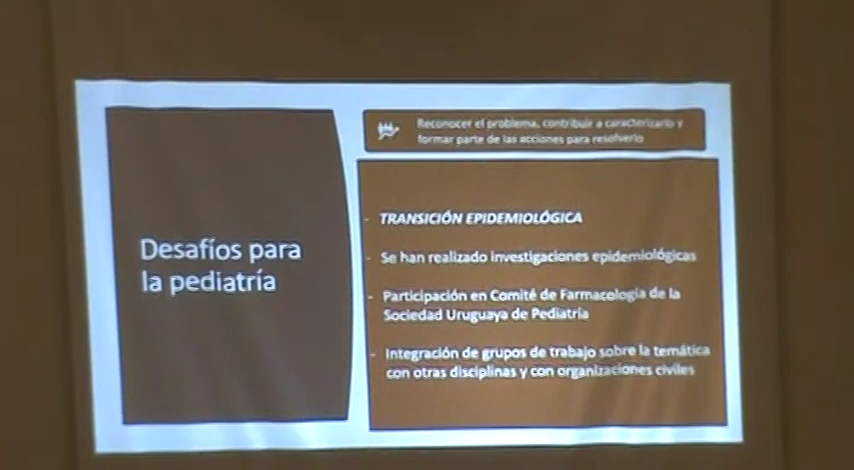 Desafíos para
la pediatría
Reconocer el problema, contribuir a caracterizarlo y
formar parte de las acciones para resolverlo
- TRANSICIÓN EPIDEMIOLÓGICA
- Se han realizado investigaciones epidemiológicas
- Participación en Comité de Farmacología de la
Sociedad Uruguaya de Pediatría
- Integración de grupos de trabajo sobre la temática
con otras disciplinas y con organizaciones civiles